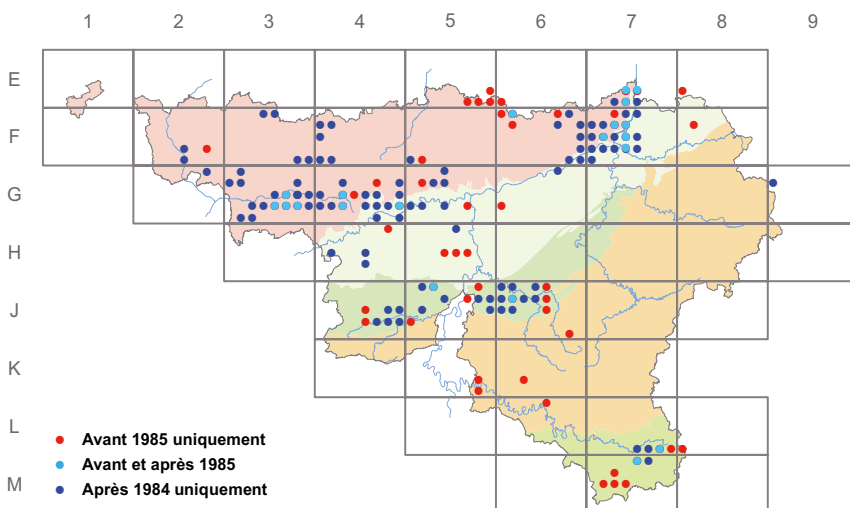 1 2 3 4 5 6 7 8 9
E
F
G
H
J
K
L
M
Avant 1985 uniquement
Avant et après 1985
Après 1984 uniquement